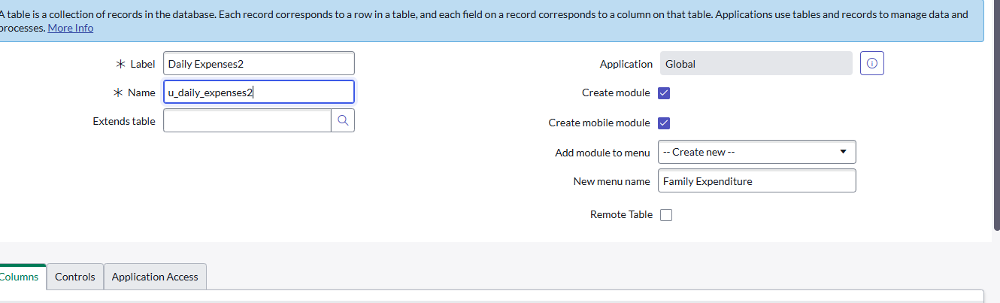 A table is a collection of records in the database. Each record corresponds to a row in a table, and each field on a record corresponds to a column on that table. Applications use tables and records to manage data and
processes. More Info
Label Daily Expenses2
Name u_daily_expenses2
Extends table
Application Global
Create module
Create mobile module
Add module to menu -- Create new --
New menu name Family Expenditure
Remote Table
Columns Controls Application Access